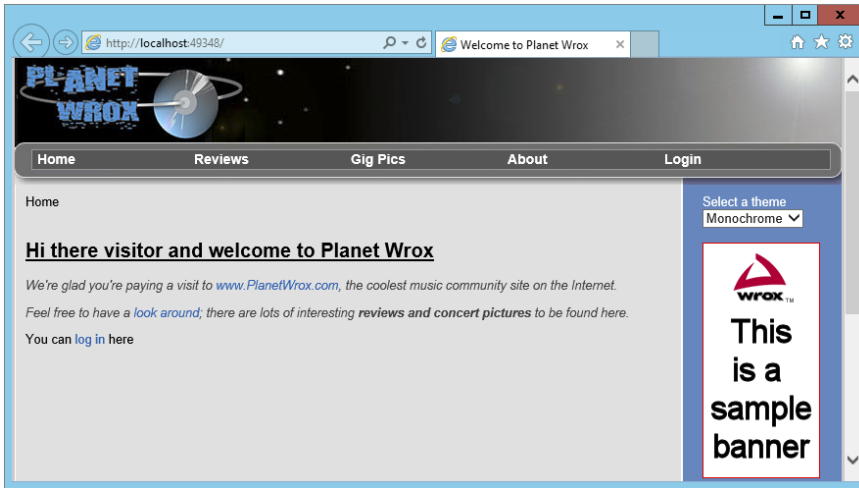 http://localhost:49348/
Welcome to Planet Wrox
PLANET
WROX
Home Reviews Gig Pics About Login
Home
Select a theme
Monochrome
Hi there visitor and welcome to Planet Wrox
We're glad you're paying a visit to www.PlanetWrox.com, the coolest music community site on the Internet.
Feel free to have a look around; there are lots of interesting reviews and concert pictures to be found here.
You can log in here
wrox TM
This
is a
sample
banner